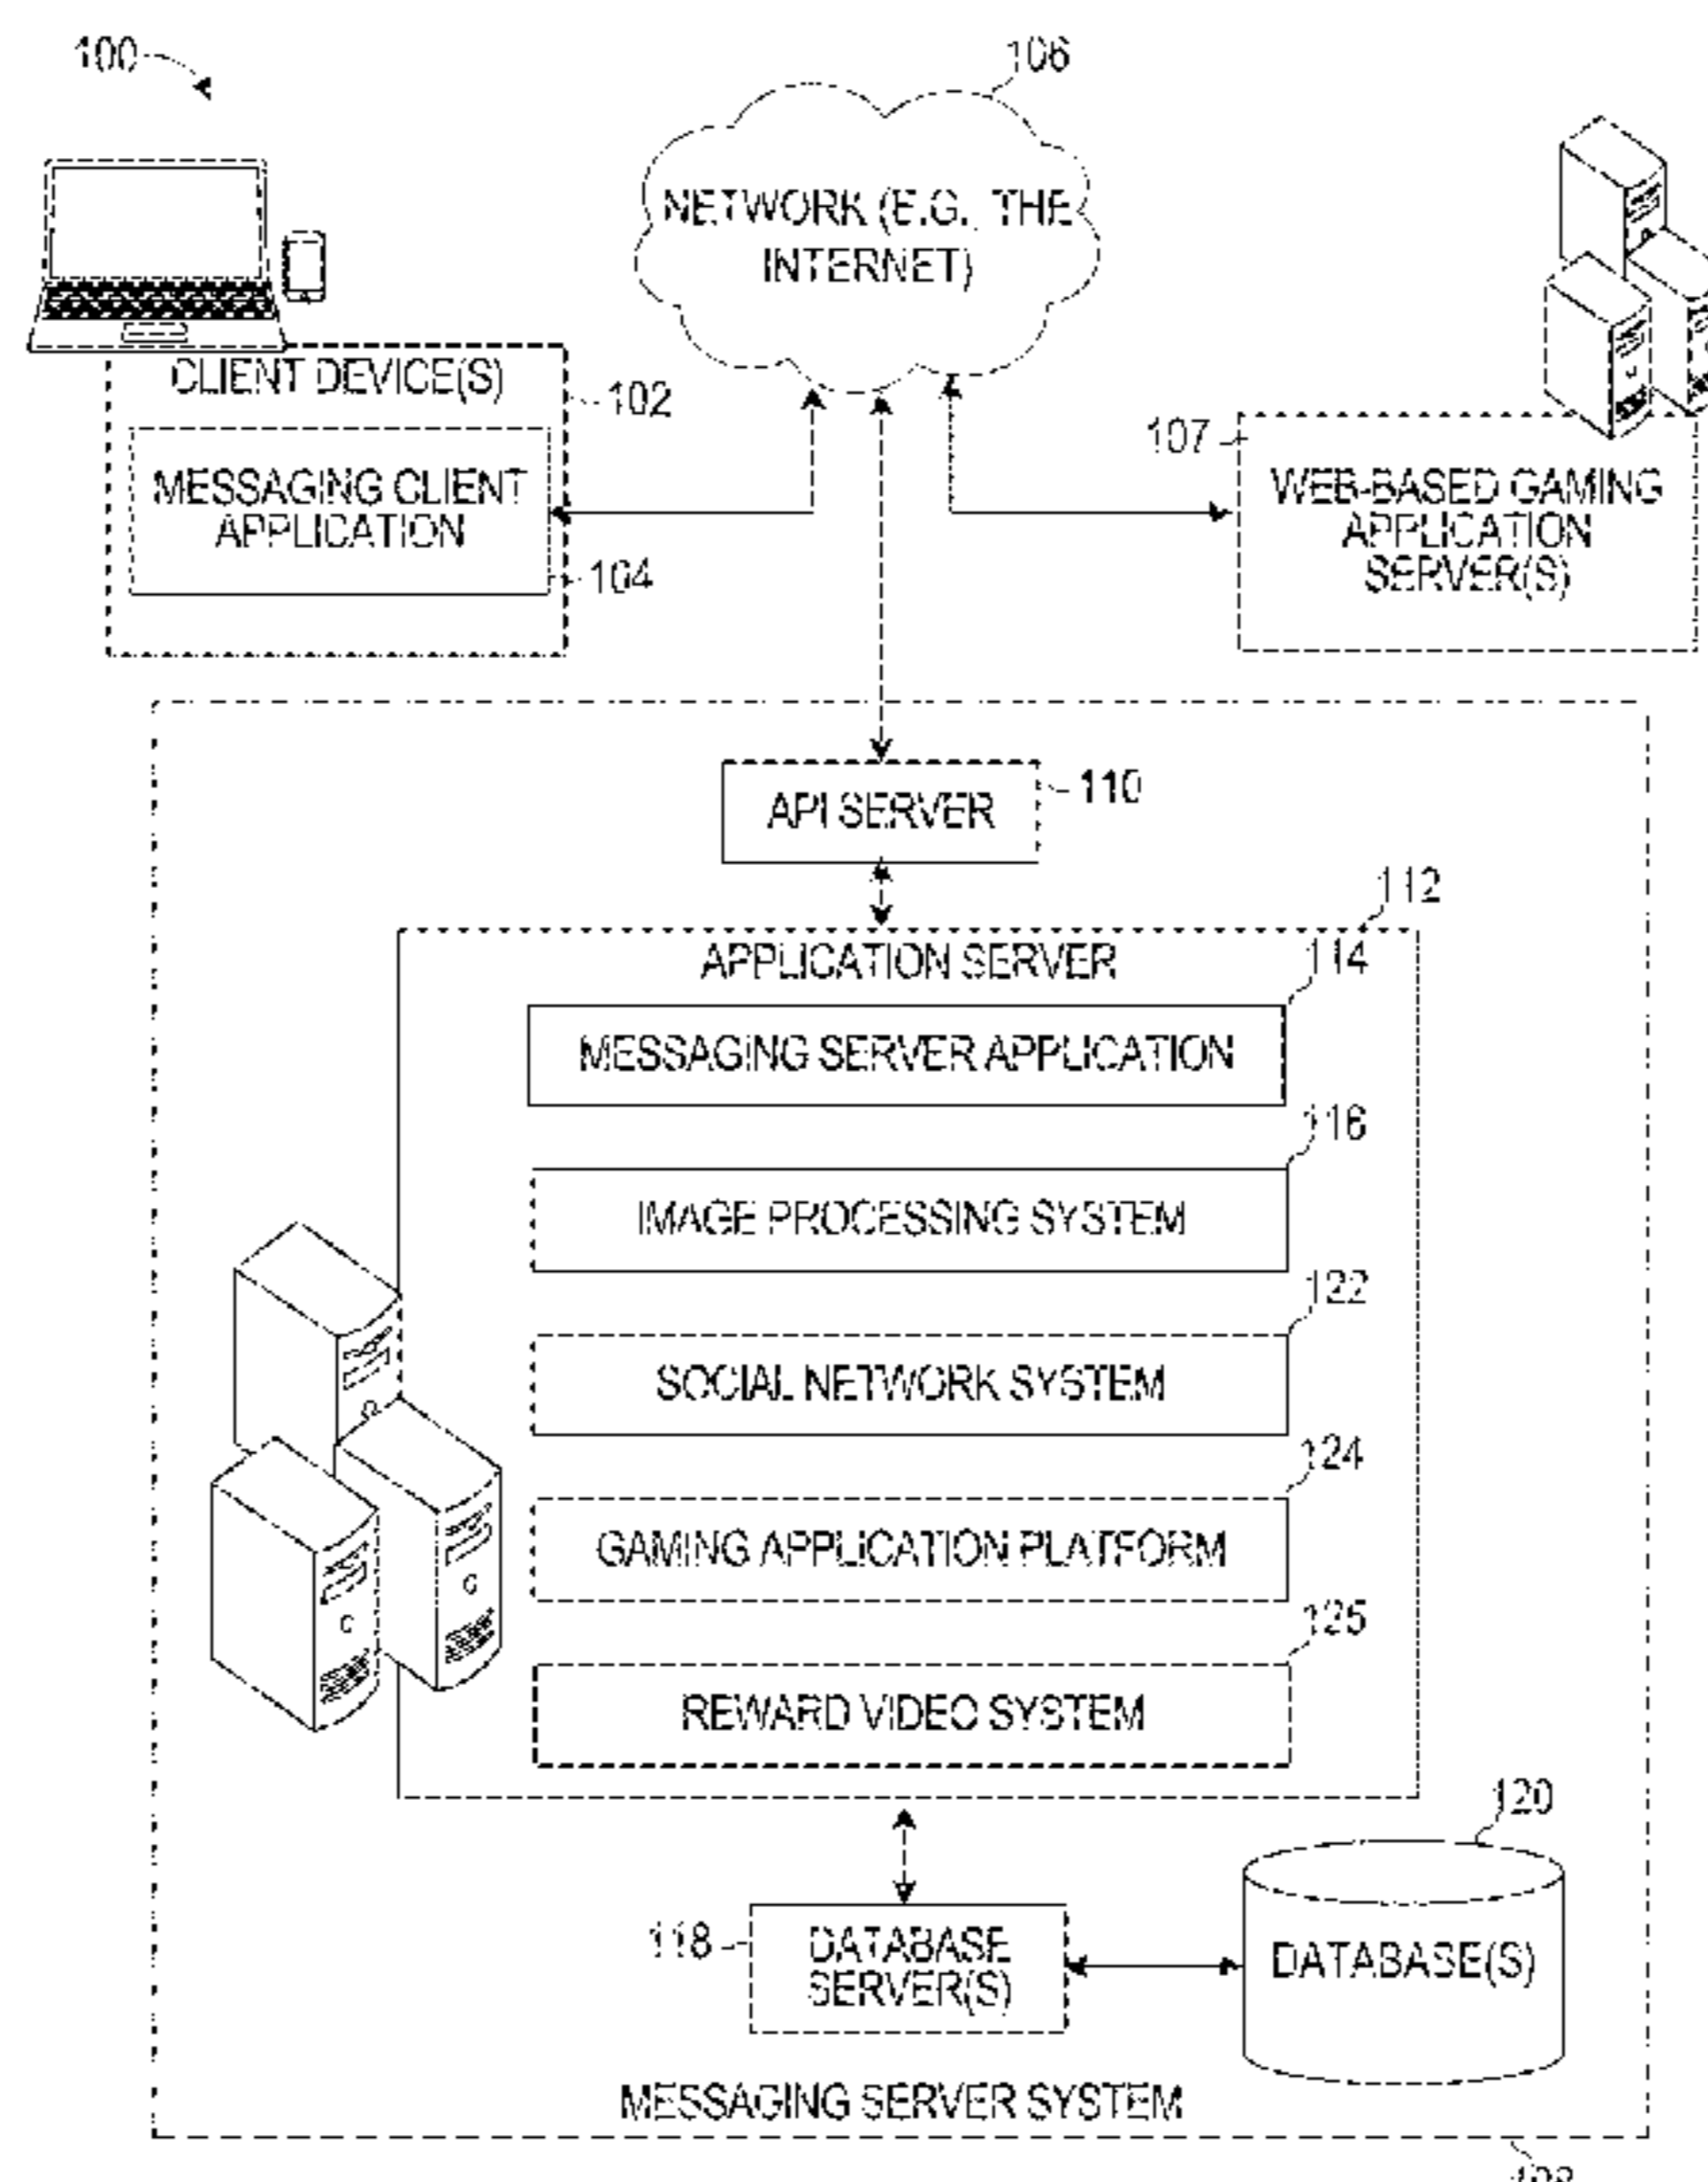 100
106
NETWORK (E.G., THE
INTERNET)
CLIENT DEVICE(S)
102
MESSAGING CLIENT
APPLICATION
104
107
WEB-BASED GAMING
APPLICATION
SERVER(S)
API SERVER
110
112
APPLICATION SERVER
114
MESSAGING SERVER APPLICATION
116
IMAGE PROCESSING SYSTEM
122
SOCIAL NETWORK SYSTEM
124
GAMING APPLICATION PLATFORM
125
REWARD VIDEO SYSTEM
120
118
DATABASE
SERVER(S)
DATABASE(S)
MESSAGING SERVER SYSTEM